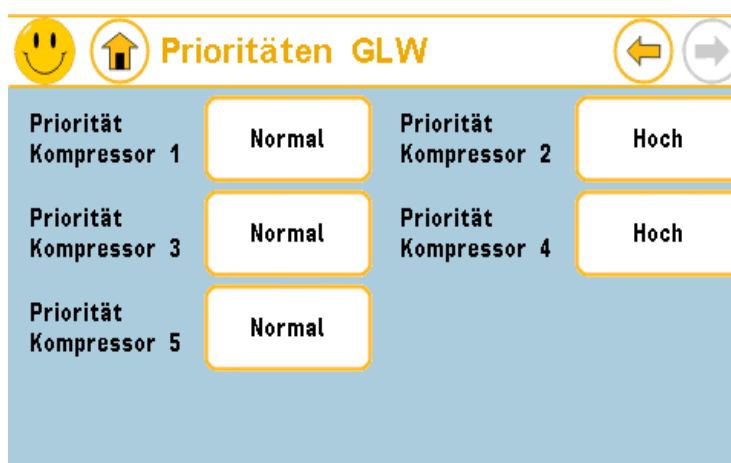 Prioritäten GLW
Priorität
Kompressor 1
Normal
Priorität
Kompressor 2
Hoch
Priorität
Kompressor 3
Normal
Priorität
Kompressor 4
Hoch
Priorität
Kompressor 5
Normal